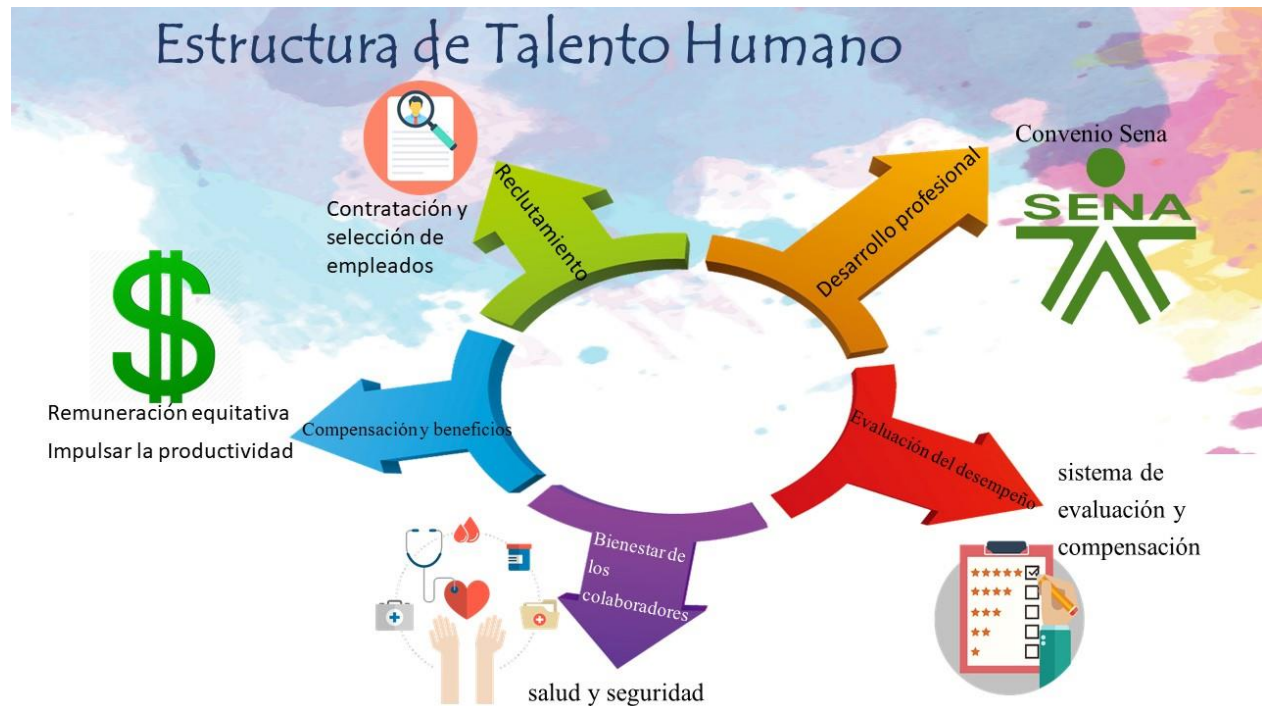 Estructura de Talento Humano
Reclutamiento
Contratación y
selección de
empleados
Desarrollo profesional
Convenio Sena
SENA
Evaluación del desempeño
sistema de
evaluación y
compensación
Bienestar de
los
colaboradores
salud y seguridad
Compensación y beneficios
Remuneración equitativa
Impulsar la productividad